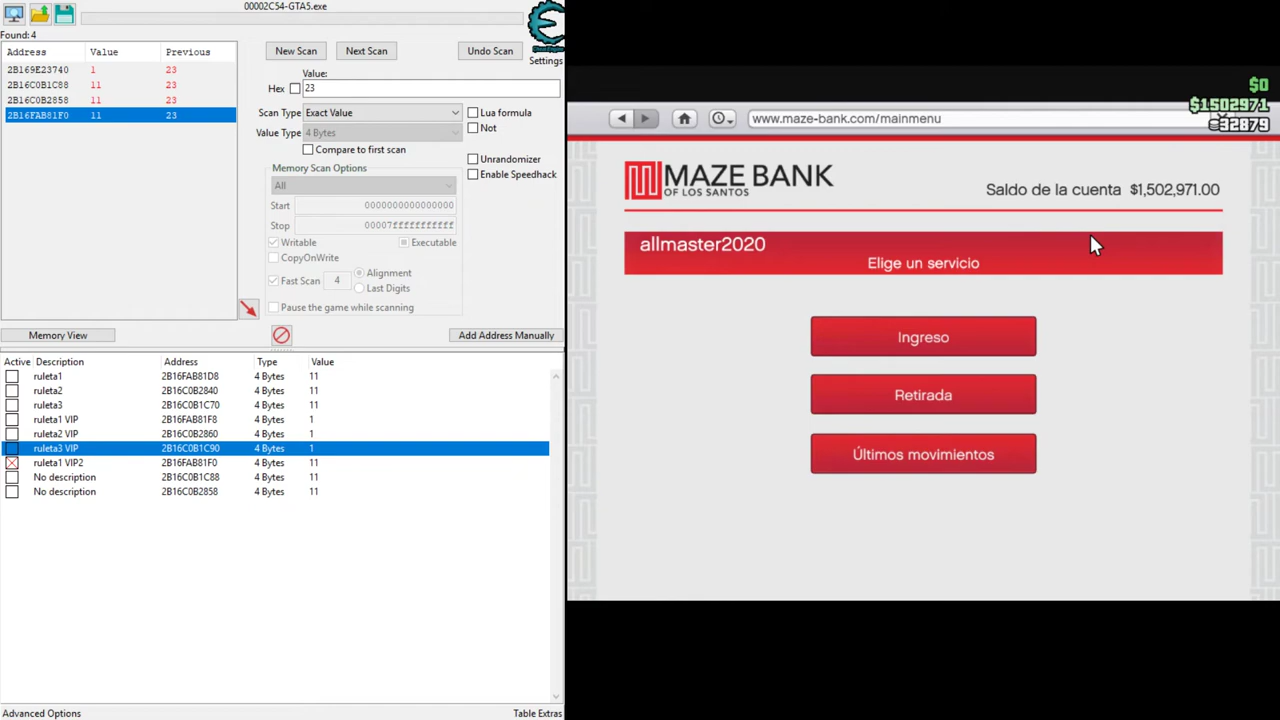 00002C54-GTA5.exe
Found: 4
Address Value Previous
2B169E23740 1 23
2B16C0B1C88 11 23
2B16C0B2858 11 23
2B16FAB81F0 11 23
New Scan Next Scan Undo Scan
Settings
Value:
Hex 23
Scan Type Exact Value
Lua formula
Not
Value Type 4 Bytes
Compare to first scan
Unrandomizer
Enable Speedhack
Memory Scan Options
All
Start 0000000000000000
Stop 00007fffffffffff
Writable Executable
CopyOnWrite
Fast Scan 4 Alignment
Last Digits
Pause the game while scanning
Memory View Add Address Manually
Active Description Address Type Value
ruleta1 2B16FAB81D8 4 Bytes 11
ruleta2 2B16C0B2840 4 Bytes 11
ruleta3 2B16C0B1C70 4 Bytes 11
ruleta1 VIP 2B16FAB81F8 4 Bytes 1
ruleta2 VIP 2B16C0B2860 4 Bytes 1
ruleta3 VIP 2B16C0B1C90 4 Bytes 1
ruleta1 VIP2 2B16FAB81F0 4 Bytes 11
No description 2B16C0B1C88 4 Bytes 11
No description 2B16C0B2858 4 Bytes 11
Advanced Options Table Extras
$0
$1502971
32879
www.maze-bank.com/mainmenu
MAZE BANK
OF LOS SANTOS
Saldo de la cuenta $1,502,971.00
allmaster2020
Elige un servicio
Ingreso
Retirada
Últimos movimientos